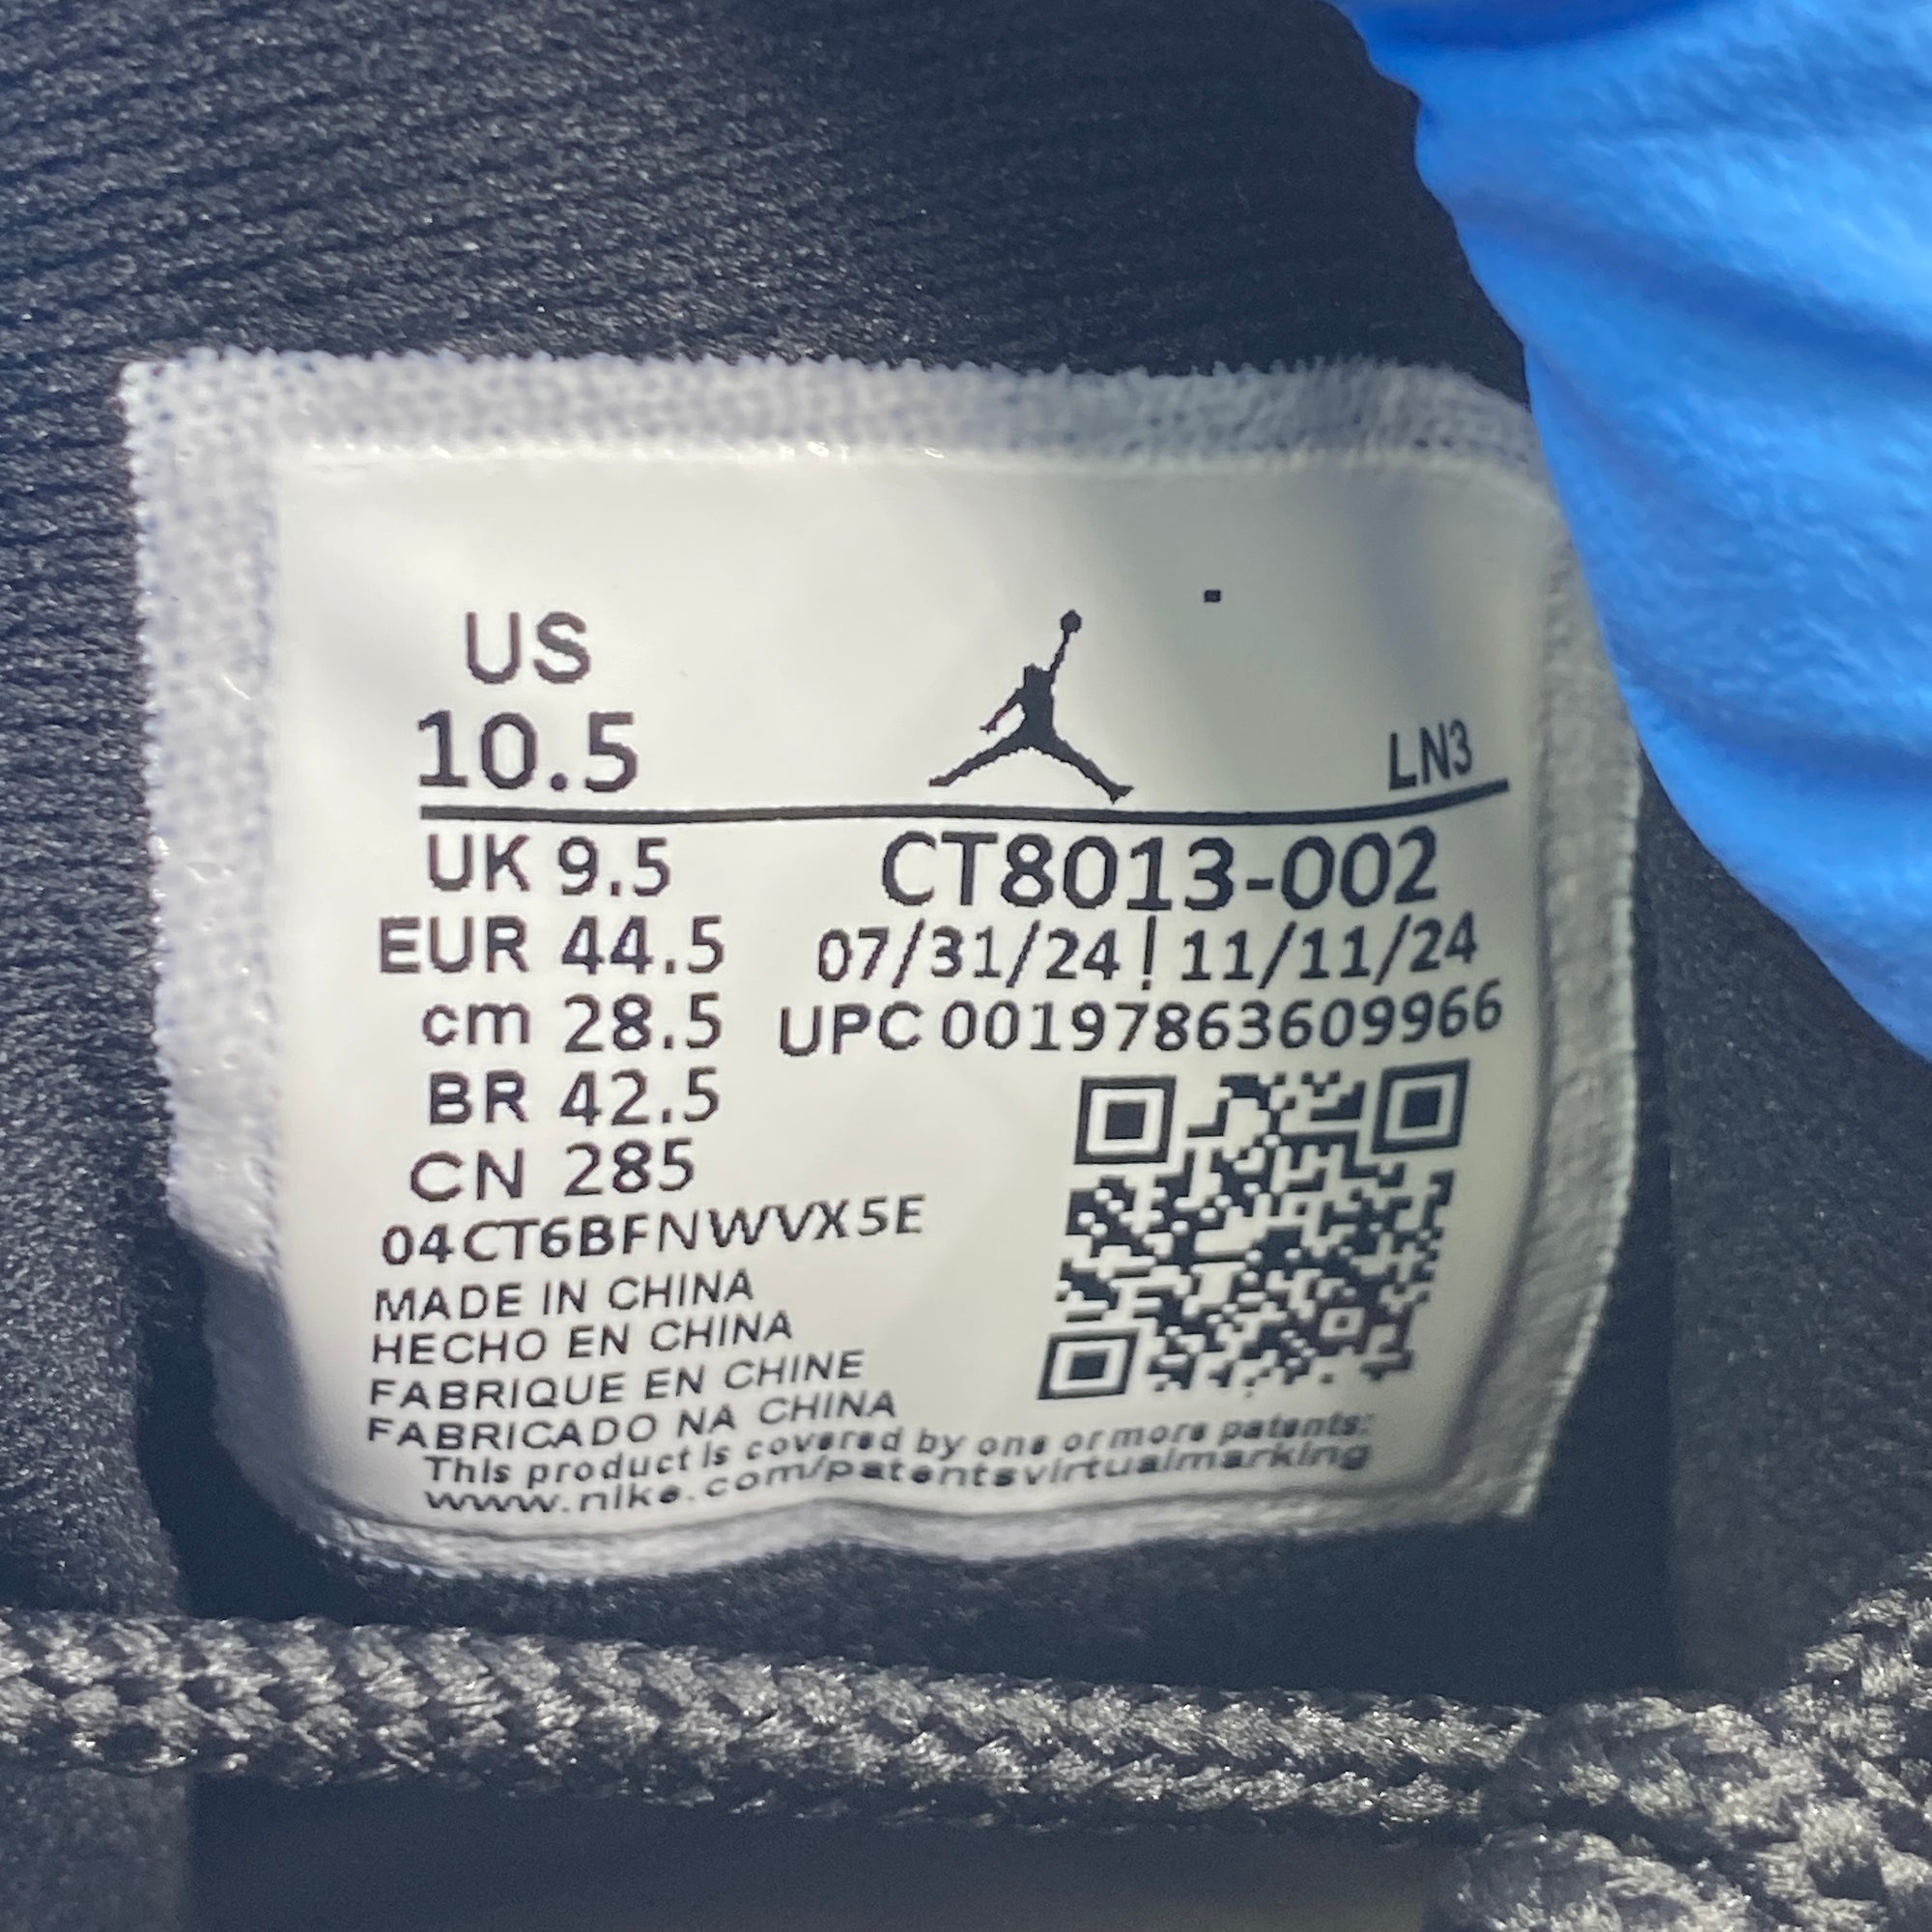 US
10.5
LN3
UK 9.5
CT8013-002
EUR 44.5
07/31/24 | 11/11/24
cm 28.5
UPC 001978636099​66
BR 42.5
CN 285
04CT6BFNWVX5E
MADE IN CHINA
HECHO EN CHINA
FABRIQUE EN CHINE
FABRICADO NA CHINA
This product is covered by one or more patents:
www.nike.com/patentsvirtualmarking